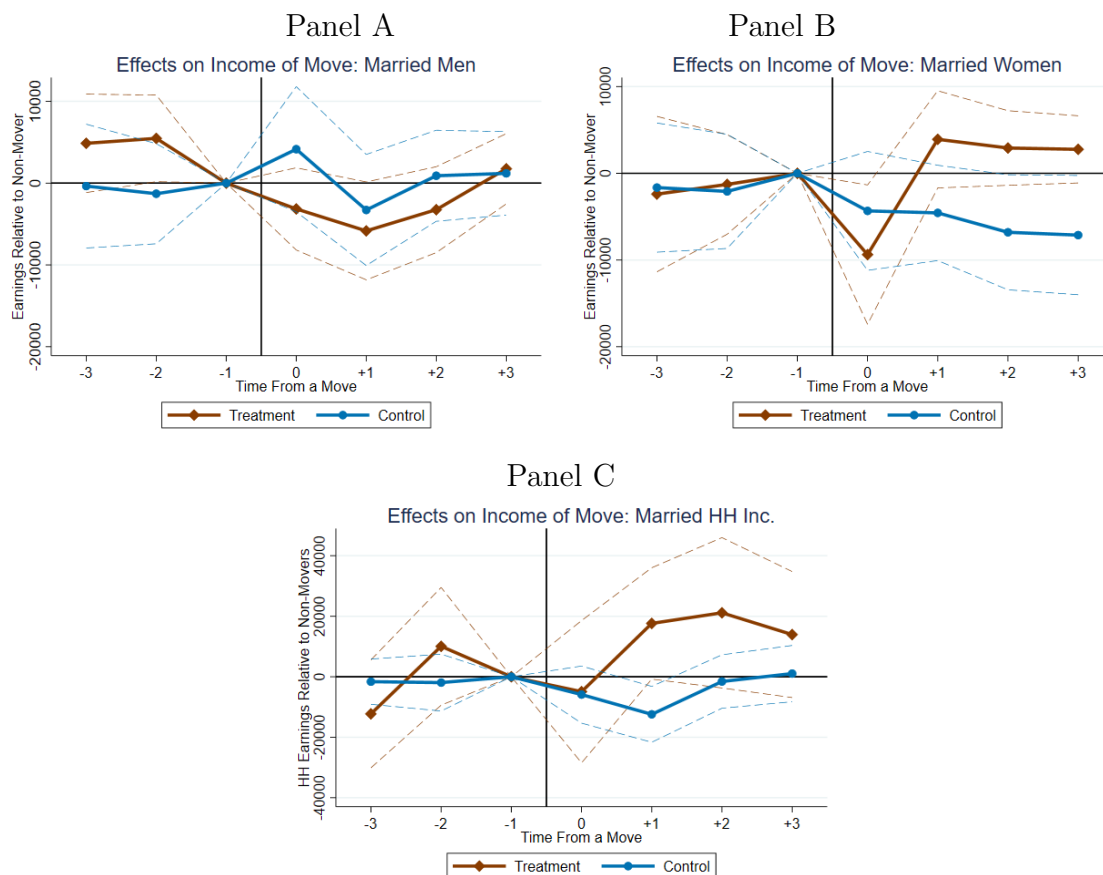 Panel A
Effects on Income of Move: Married Men
Earnings Relative to Non-Mover
10000
0
-10000
-20000
-3
-2
-1
0
+1
+2
+3
Time From a Move
Treatment
Control
Panel B
Effects on Income of Move: Married Women
Earnings Relative to Non-Mover
10000
0
-10000
-20000
-3
-2
-1
0
+1
+2
+3
Time From a Move
Treatment
Control
Panel C
Effects on Income of Move: Married HH Inc.
HH Earnings Relative to Non-Movers
40000
20000
0
-20000
-40000
-3
-2
-1
0
+1
+2
+3
Time From a Move
Treatment
Control